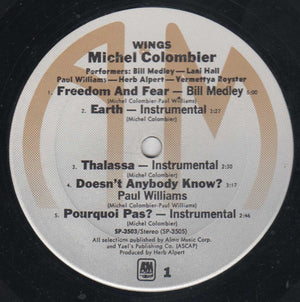 WINGS
Michel Colombier
Performers: Bill Medley — Lani Hall
Paul Williams — Herb Alpert — Vermettya Royster
1. Freedom And Fear — Bill Medley 6:00
(Michel Colombier-Paul Williams)
2. Earth — Instrumental 3:27
(Michel Colombier)
3. Thalassa — Instrumental 2:30
(Michel Colombier)
4. Doesn't Anybody Know? 3:17
Paul Williams
(Michel Colombier-Paul Williams)
5. Pourquoi Pas? — Instrumental 2:46
(Michel Colombier)
SP-3503/Stereo (SP-3505)
All selections published by Almo Music Corp.
and Yael's Publishing Co. (ASCAP)
Produced by Herb Alpert
A&M
1